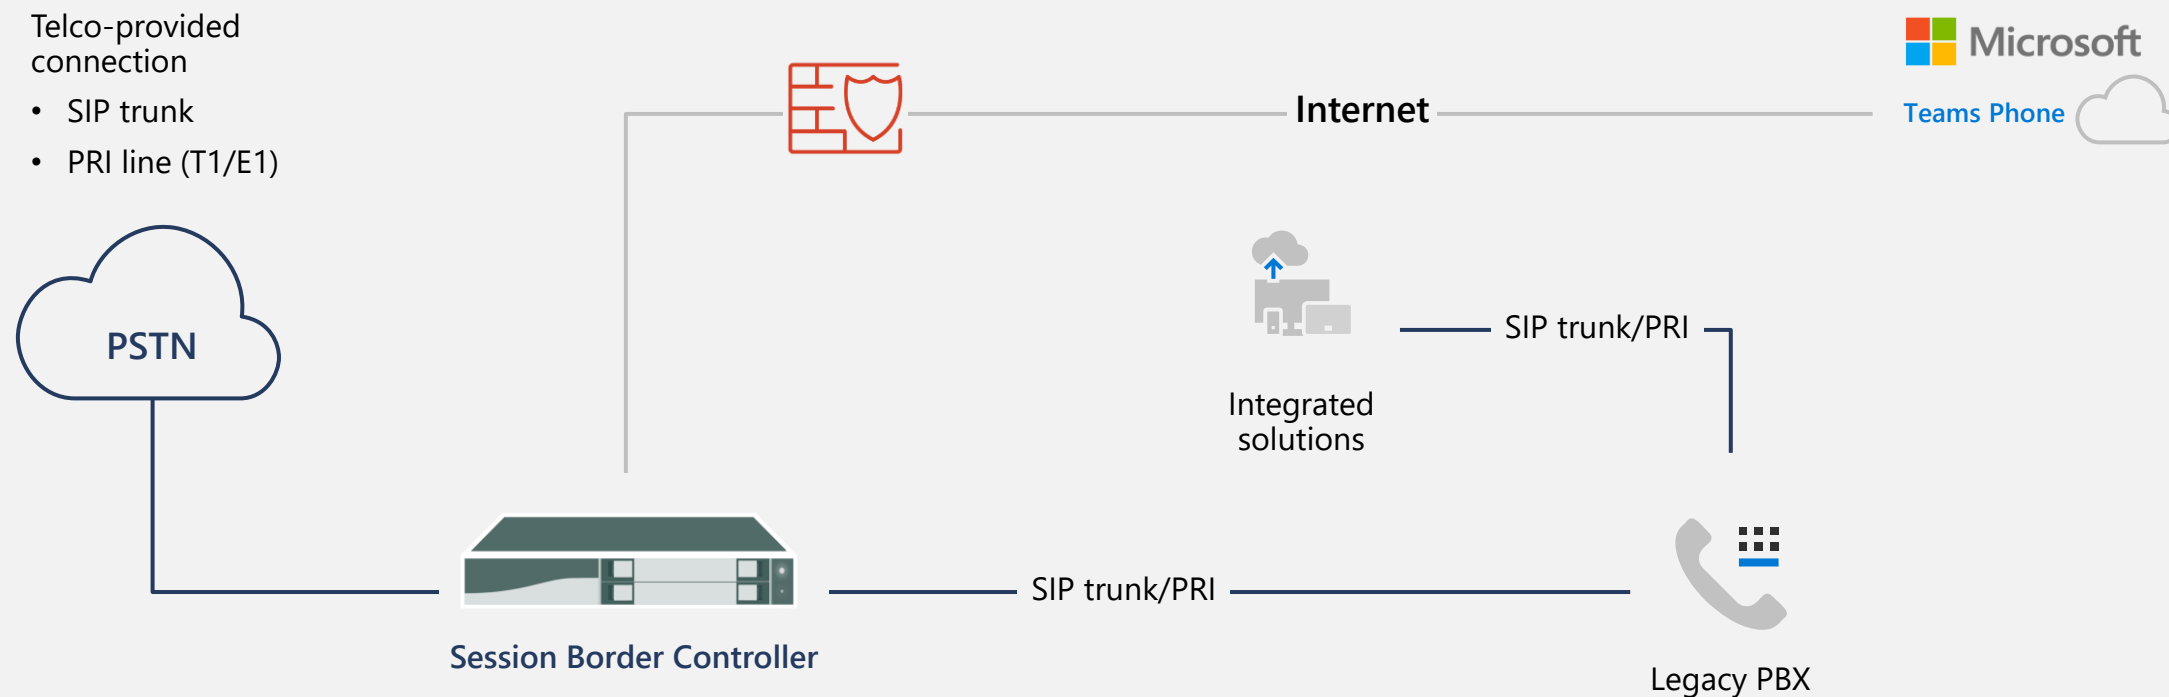 Telco-provided
connection
• SIP trunk
• PRI line (T1/E1)
Microsoft
Internet
Teams Phone
PSTN
SIP trunk/PRI
Integrated
solutions
SIP trunk/PRI
Session Border Controller
Legacy PBX